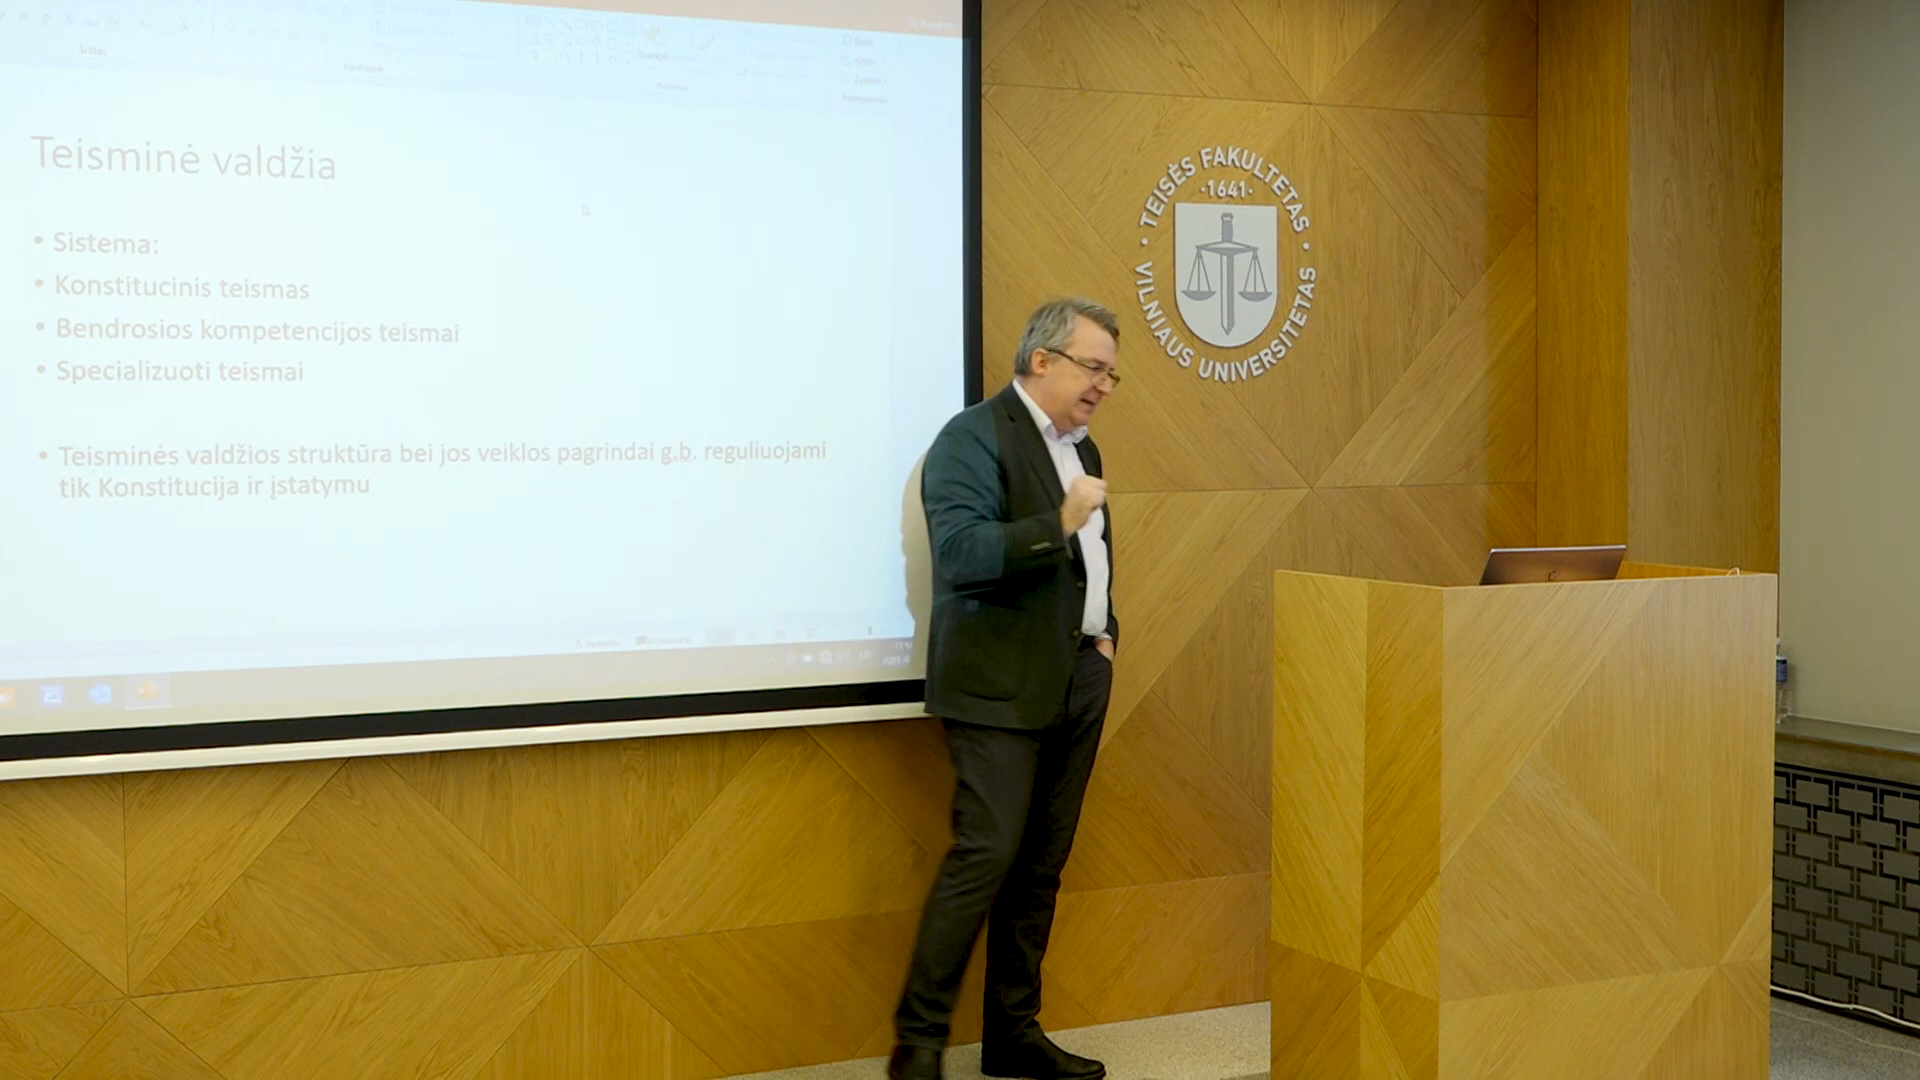 Teisminė valdžia
• Sistema:
• Konstitucinis teismas
• Bendrosios kompetencijos teismai
• Specializuoti teismai
• Teisminės valdžios struktūra bei jos veiklos pagrindai g.b. reguliuojami
tik Konstitucija ir įstatymu
• TEISĖS FAKULTETAS •
·1641·
VILNIAUS UNIVERSITETAS